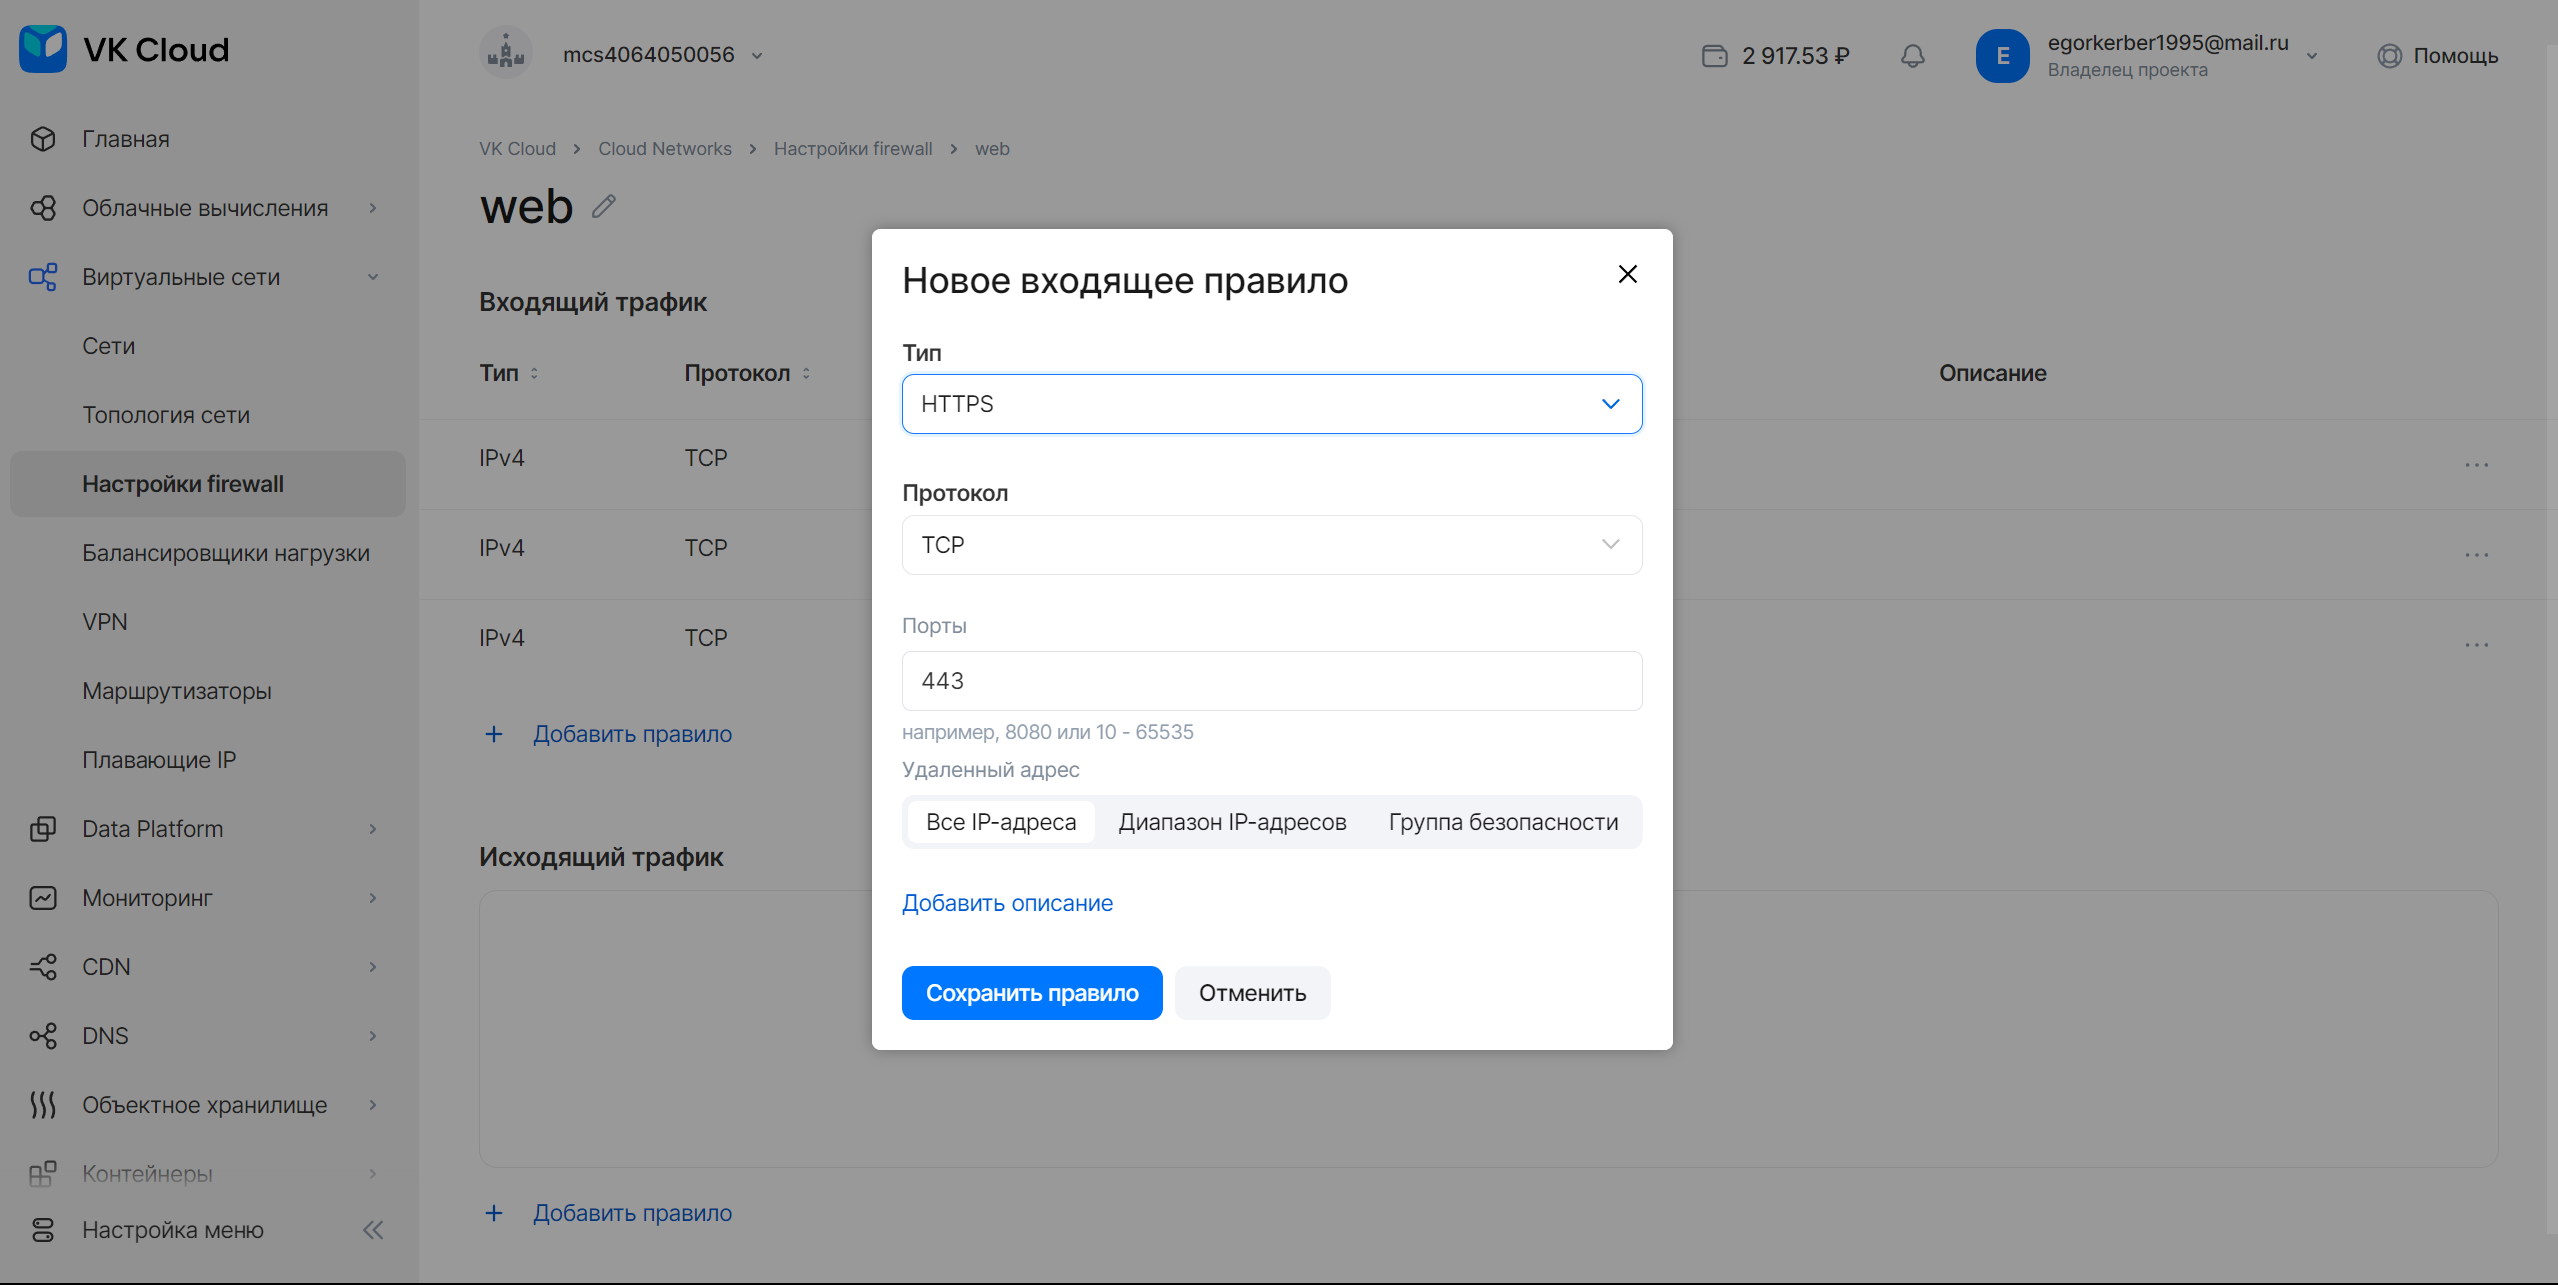 VK Cloud
Главная
Облачные вычисления
Виртуальные сети
Сети
Топология сети
Настройки firewall
Балансировщики нагрузки
VPN
Маршрутизаторы
Плавающие IP
Data Platform
Мониторинг
CDN
DNS
Объектное хранилище
Контейнеры
Настройка меню
mcs4064050056
2 917.53 ₽
E
egorkerber1995@mail.ru
Владелец проекта
Помощь
VK Cloud > Cloud Networks > Настройки firewall > web
web
Входящий трафик
Тип Протокол Описание
IPv4 TCP
IPv4 TCP
IPv4 TCP
+ Добавить правило
Исходящий трафик
+ Добавить правило
Новое входящее правило
Тип
HTTPS
Протокол
TCP
Порты
443
например, 8080 или 10 - 65535
Удаленный адрес
Все IP-адреса Диапазон IP-адресов Группа безопасности
Добавить описание
Сохранить правило Отменить